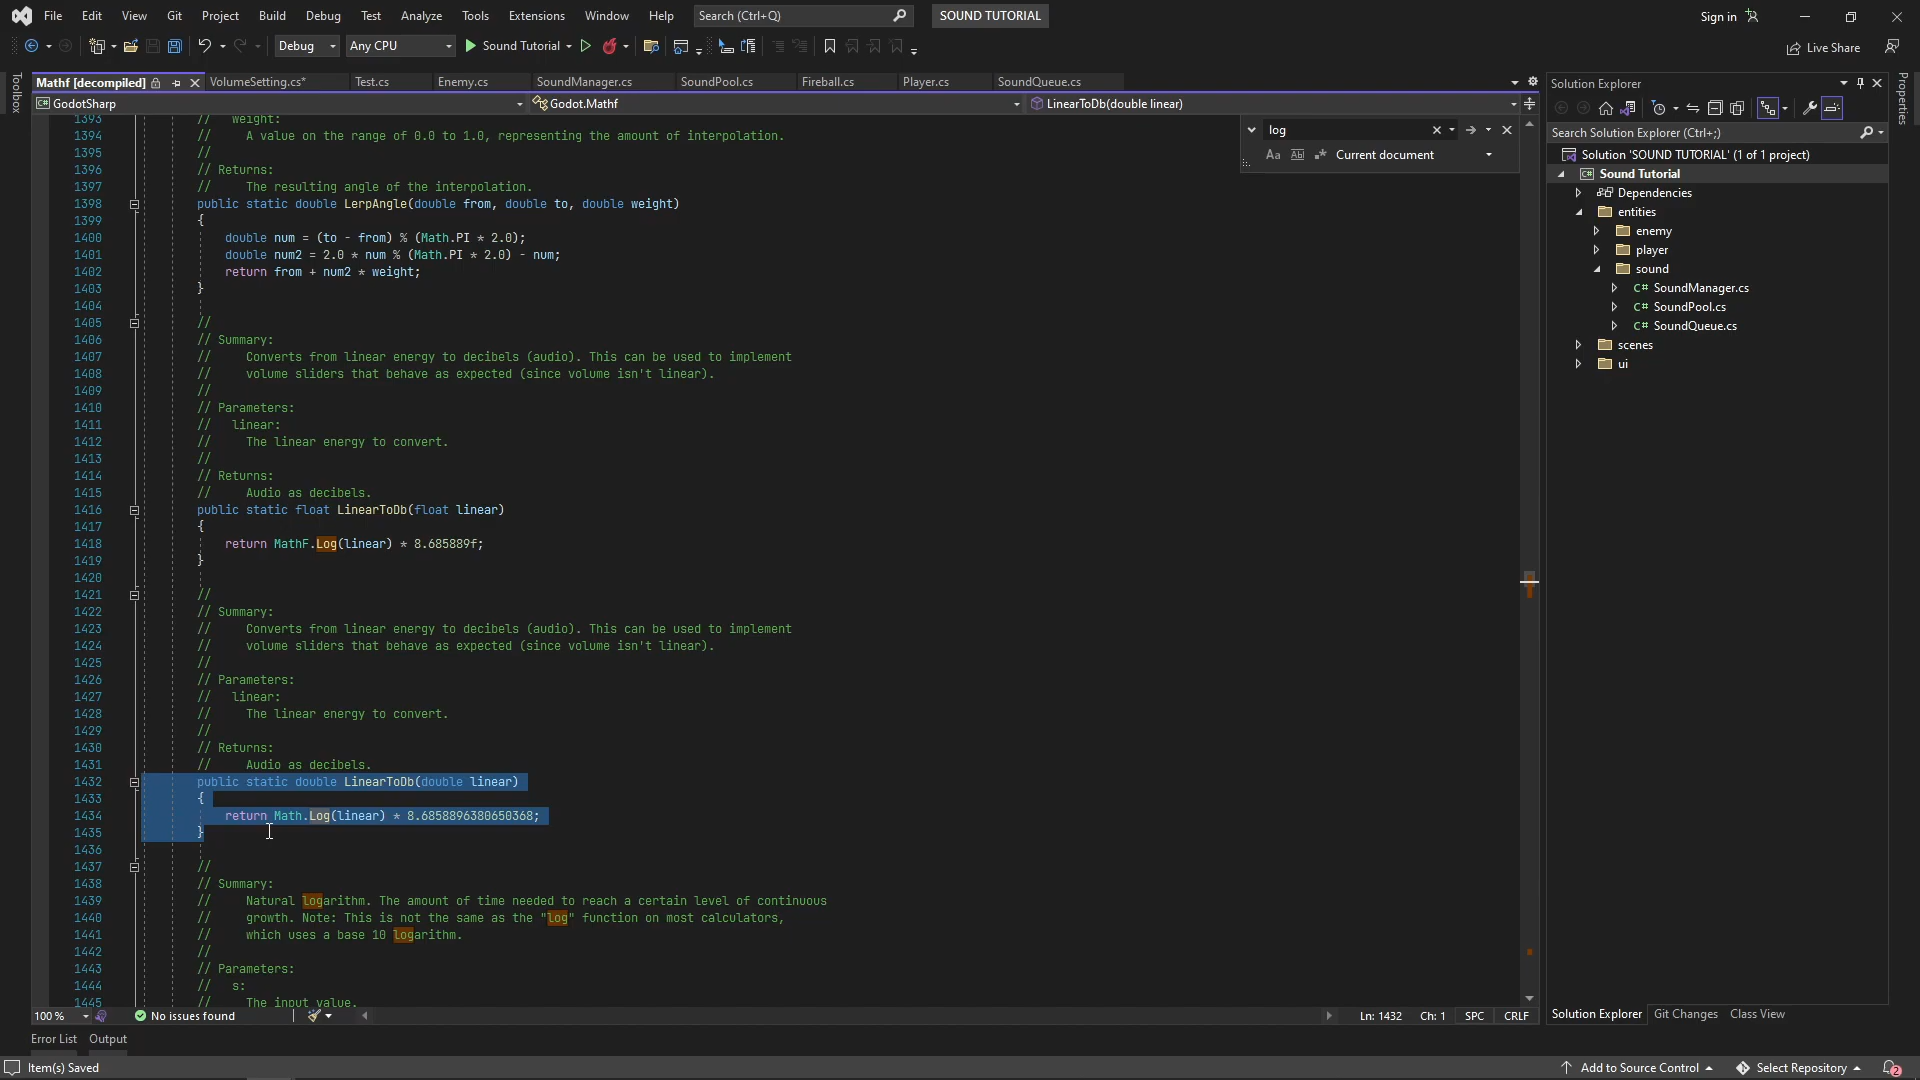 File Edit View Git Project Build Debug Test Analyze Tools Extensions Window Help Search (Ctrl+Q) SOUND TUTORIAL Sign in
Debug Any CPU Sound Tutorial Live Share
Toolbox
Mathf [decompiled] VolumeSetting.cs* Test.cs Enemy.cs SoundManager.cs SoundPool.cs Fireball.cs Player.cs SoundQueue.cs
GodotSharp Godot.Mathf LinearToDb(double linear)
log
Aa Current document
1393 // Weight:
1394 // A value on the range of 0.0 to 1.0, representing the amount of interpolation.
1395 //
1396 // Returns:
1397 // The resulting angle of the interpolation.
1398 public static double LerpAngle(double from, double to, double weight)
1399 {
1400 double num = (to - from) % (Math.PI * 2.0);
1401 double num2 = 2.0 * num % (Math.PI * 2.0) - num;
1402 return from + num2 * weight;
1403 }
1404
1405 //
1406 // Summary:
1407 // Converts from linear energy to decibels (audio). This can be used to implement
1408 // volume sliders that behave as expected (since volume isn't linear).
1409 //
1410 // Parameters:
1411 // linear:
1412 // The linear energy to convert.
1413 //
1414 // Returns:
1415 // Audio as decibels.
1416 public static float LinearToDb(float linear)
1417 {
1418 return MathF.Log(linear) * 8.685889f;
1419 }
1420
1421 //
1422 // Summary:
1423 // Converts from linear energy to decibels (audio). This can be used to implement
1424 // volume sliders that behave as expected (since volume isn't linear).
1425 //
1426 // Parameters:
1427 // linear:
1428 // The linear energy to convert.
1429 //
1430 // Returns:
1431 // Audio as decibels.
1432 public static double LinearToDb(double linear)
1433 {
1434 return Math.Log(linear) * 8.6858896380650368;
1435 }
1436
1437 //
1438 // Summary:
1439 // Natural logarithm. The amount of time needed to reach a certain level of continuous
1440 // growth. Note: This is not the same as the "log" function on most calculators,
1441 // which uses a base 10 logarithm.
1442 //
1443 // Parameters:
1444 // s:
1445 // The input value.
100 % No issues found Ln: 1432 Ch: 1 SPC CRLF
Error List Output
Item(s) Saved Add to Source Control Select Repository 2
Solution Explorer
Search Solution Explorer (Ctrl+;)
Solution 'SOUND TUTORIAL' (1 of 1 project)
C# Sound Tutorial
Dependencies
entities
enemy
player
sound
C# SoundManager.cs
C# SoundPool.cs
C# SoundQueue.cs
scenes
ui
Solution Explorer Git Changes Class View
Properties